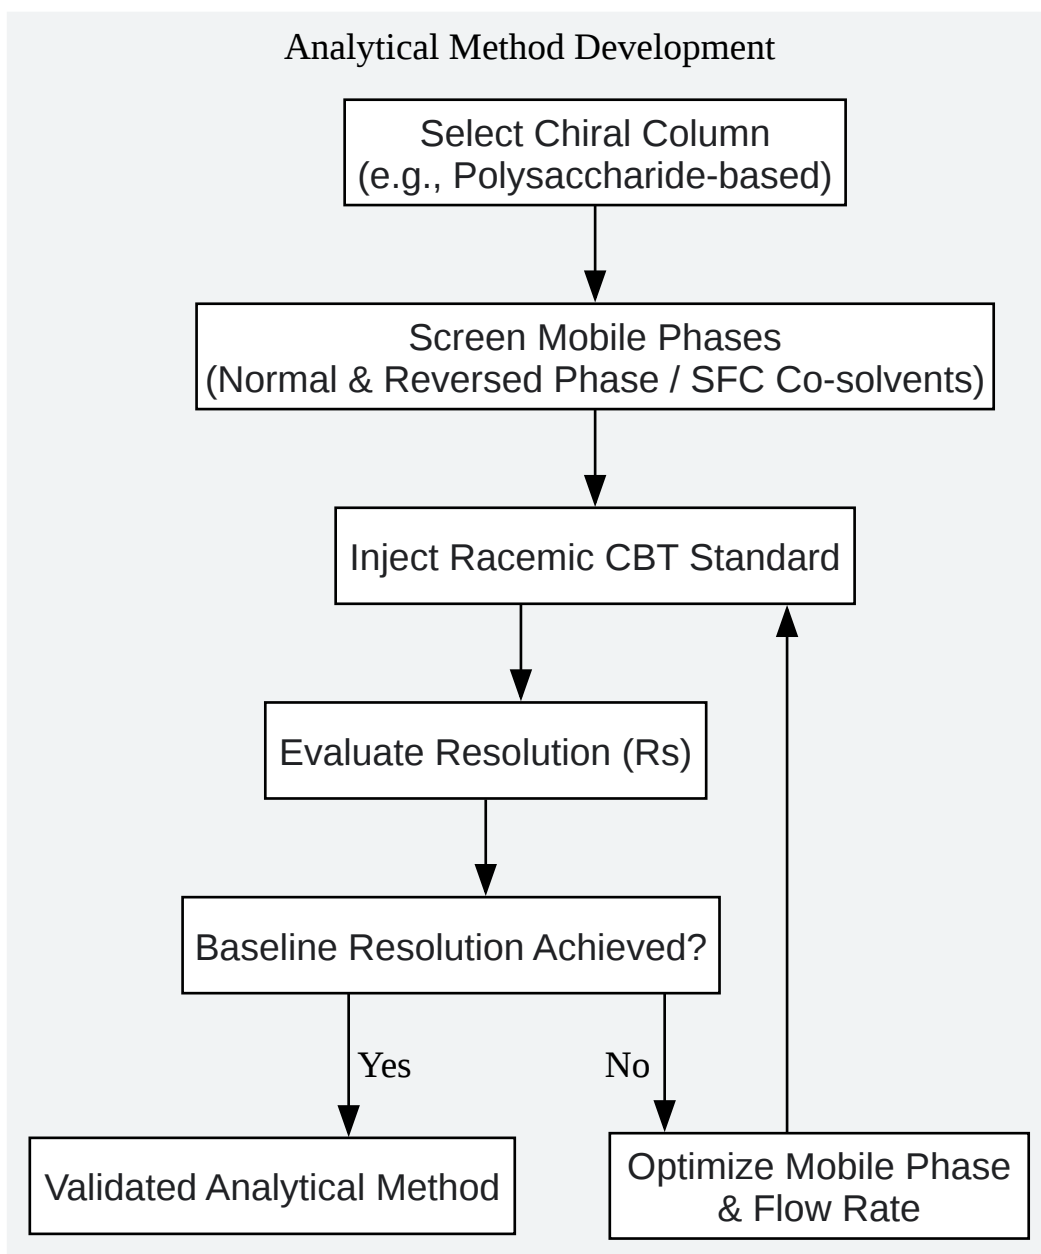 Analytical Method Development
Select Chiral Column
(e.g., Polysaccharide-based)
Screen Mobile Phases
(Normal & Reversed Phase / SFC Co-solvents)
Inject Racemic CBT Standard
Evaluate Resolution (Rs)
Baseline Resolution Achieved?
Yes
No
Validated Analytical Method
Optimize Mobile Phase
& Flow Rate